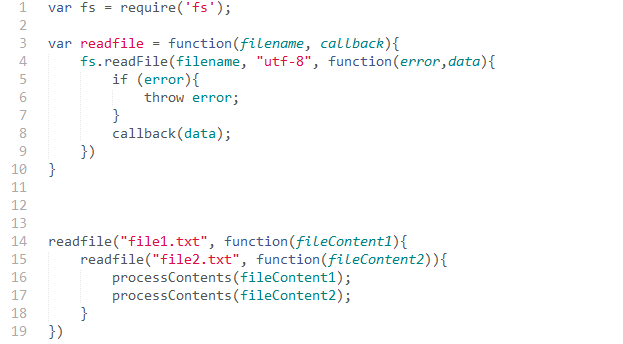 1 var fs = require('fs');
2
3 var readfile = function(filename, callback){
4     fs.readFile(filename, "utf-8", function(error,data){
5         if (error){
6             throw error;
7         }
8         callback(data);
9     })
10 }
11
12
13
14 readfile("file1.txt", function(fileContent1){
15     readfile("file2.txt", function(fileContent2)){
16         processContents(fileContent1);
17         processContents(fileContent2);
18     }
19 })